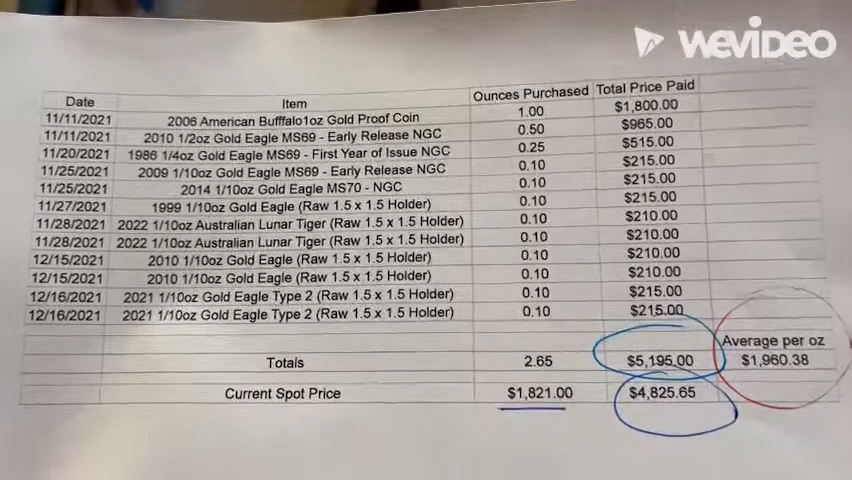 WeVideo
Date Item Ounces Purchased Total Price Paid
11/11/2021 2006 American Bufffalo1oz Gold Proof Coin 1.00 $1,800.00
11/11/2021 2010 1/2oz Gold Eagle MS69 - Early Release NGC 0.50 $965.00
11/20/2021 1986 1/4oz Gold Eagle MS69 - First Year of Issue NGC 0.25 $515.00
11/25/2021 2009 1/10oz Gold Eagle MS69 - Early Release NGC 0.10 $215.00
11/25/2021 2014 1/10oz Gold Eagle MS70 - NGC 0.10 $215.00
11/27/2021 1999 1/10oz Gold Eagle (Raw 1.5 x 1.5 Holder) 0.10 $215.00
11/28/2021 2022 1/10oz Australian Lunar Tiger (Raw 1.5 x 1.5 Holder) 0.10 $210.00
11/28/2021 2022 1/10oz Australian Lunar Tiger (Raw 1.5 x 1.5 Holder) 0.10 $210.00
12/15/2021 2010 1/10oz Gold Eagle (Raw 1.5 x 1.5 Holder) 0.10 $210.00
12/15/2021 2010 1/10oz Gold Eagle (Raw 1.5 x 1.5 Holder) 0.10 $210.00
12/16/2021 2021 1/10oz Gold Eagle Type 2 (Raw 1.5 x 1.5 Holder) 0.10 $215.00
12/16/2021 2021 1/10oz Gold Eagle Type 2 (Raw 1.5 x 1.5 Holder) 0.10 $215.00
Average per oz
Totals 2.65 $5,195.00 $1,960.38
Current Spot Price $1,821.00 $4,825.65